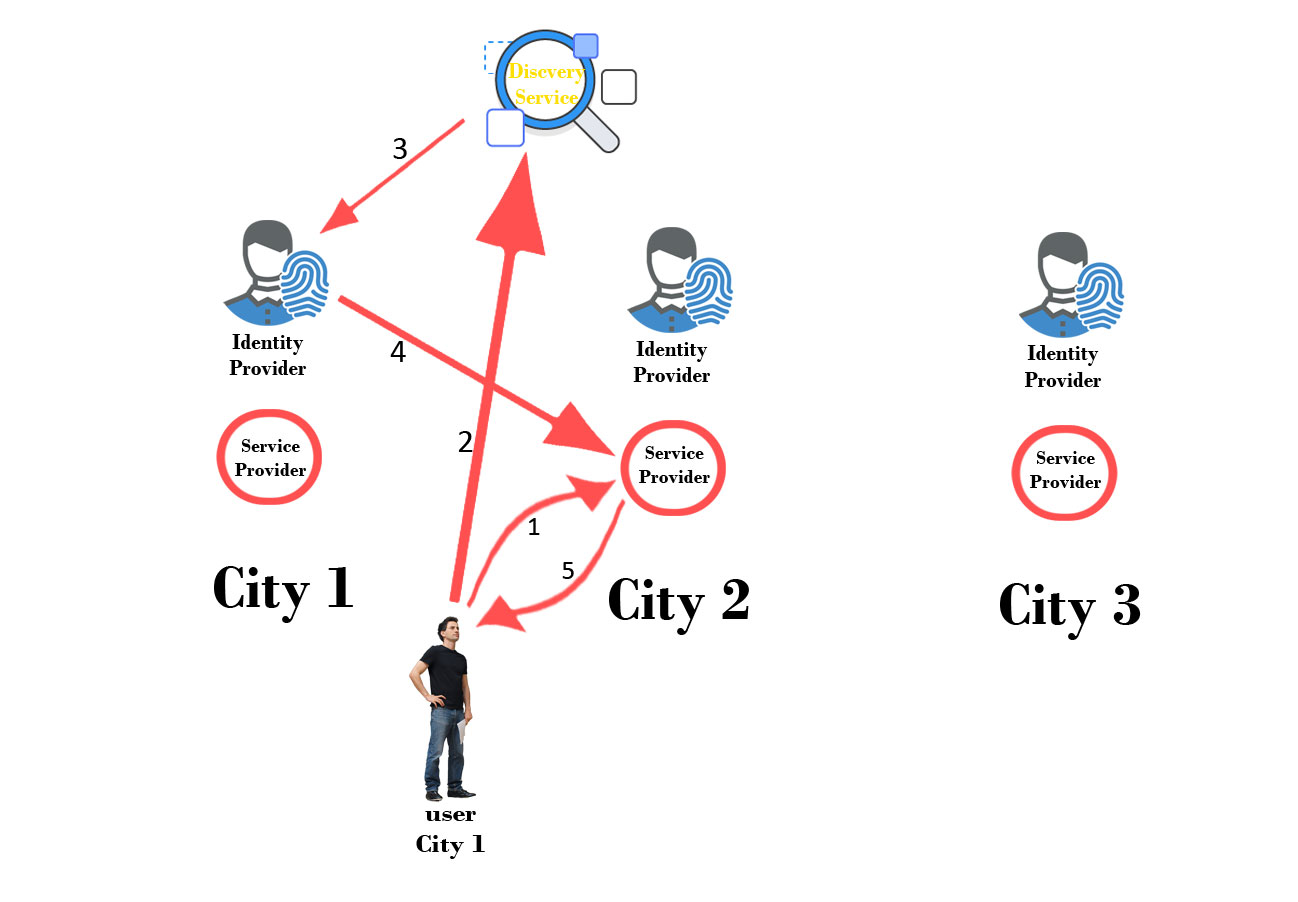 Discvery
Service
3
Identity
Provider
Identity
Provider
Identity
Provider
4
2
Service
Provider
Service
Provider
Service
Provider
1
5
City 1
City 2
City 3
user
City 1